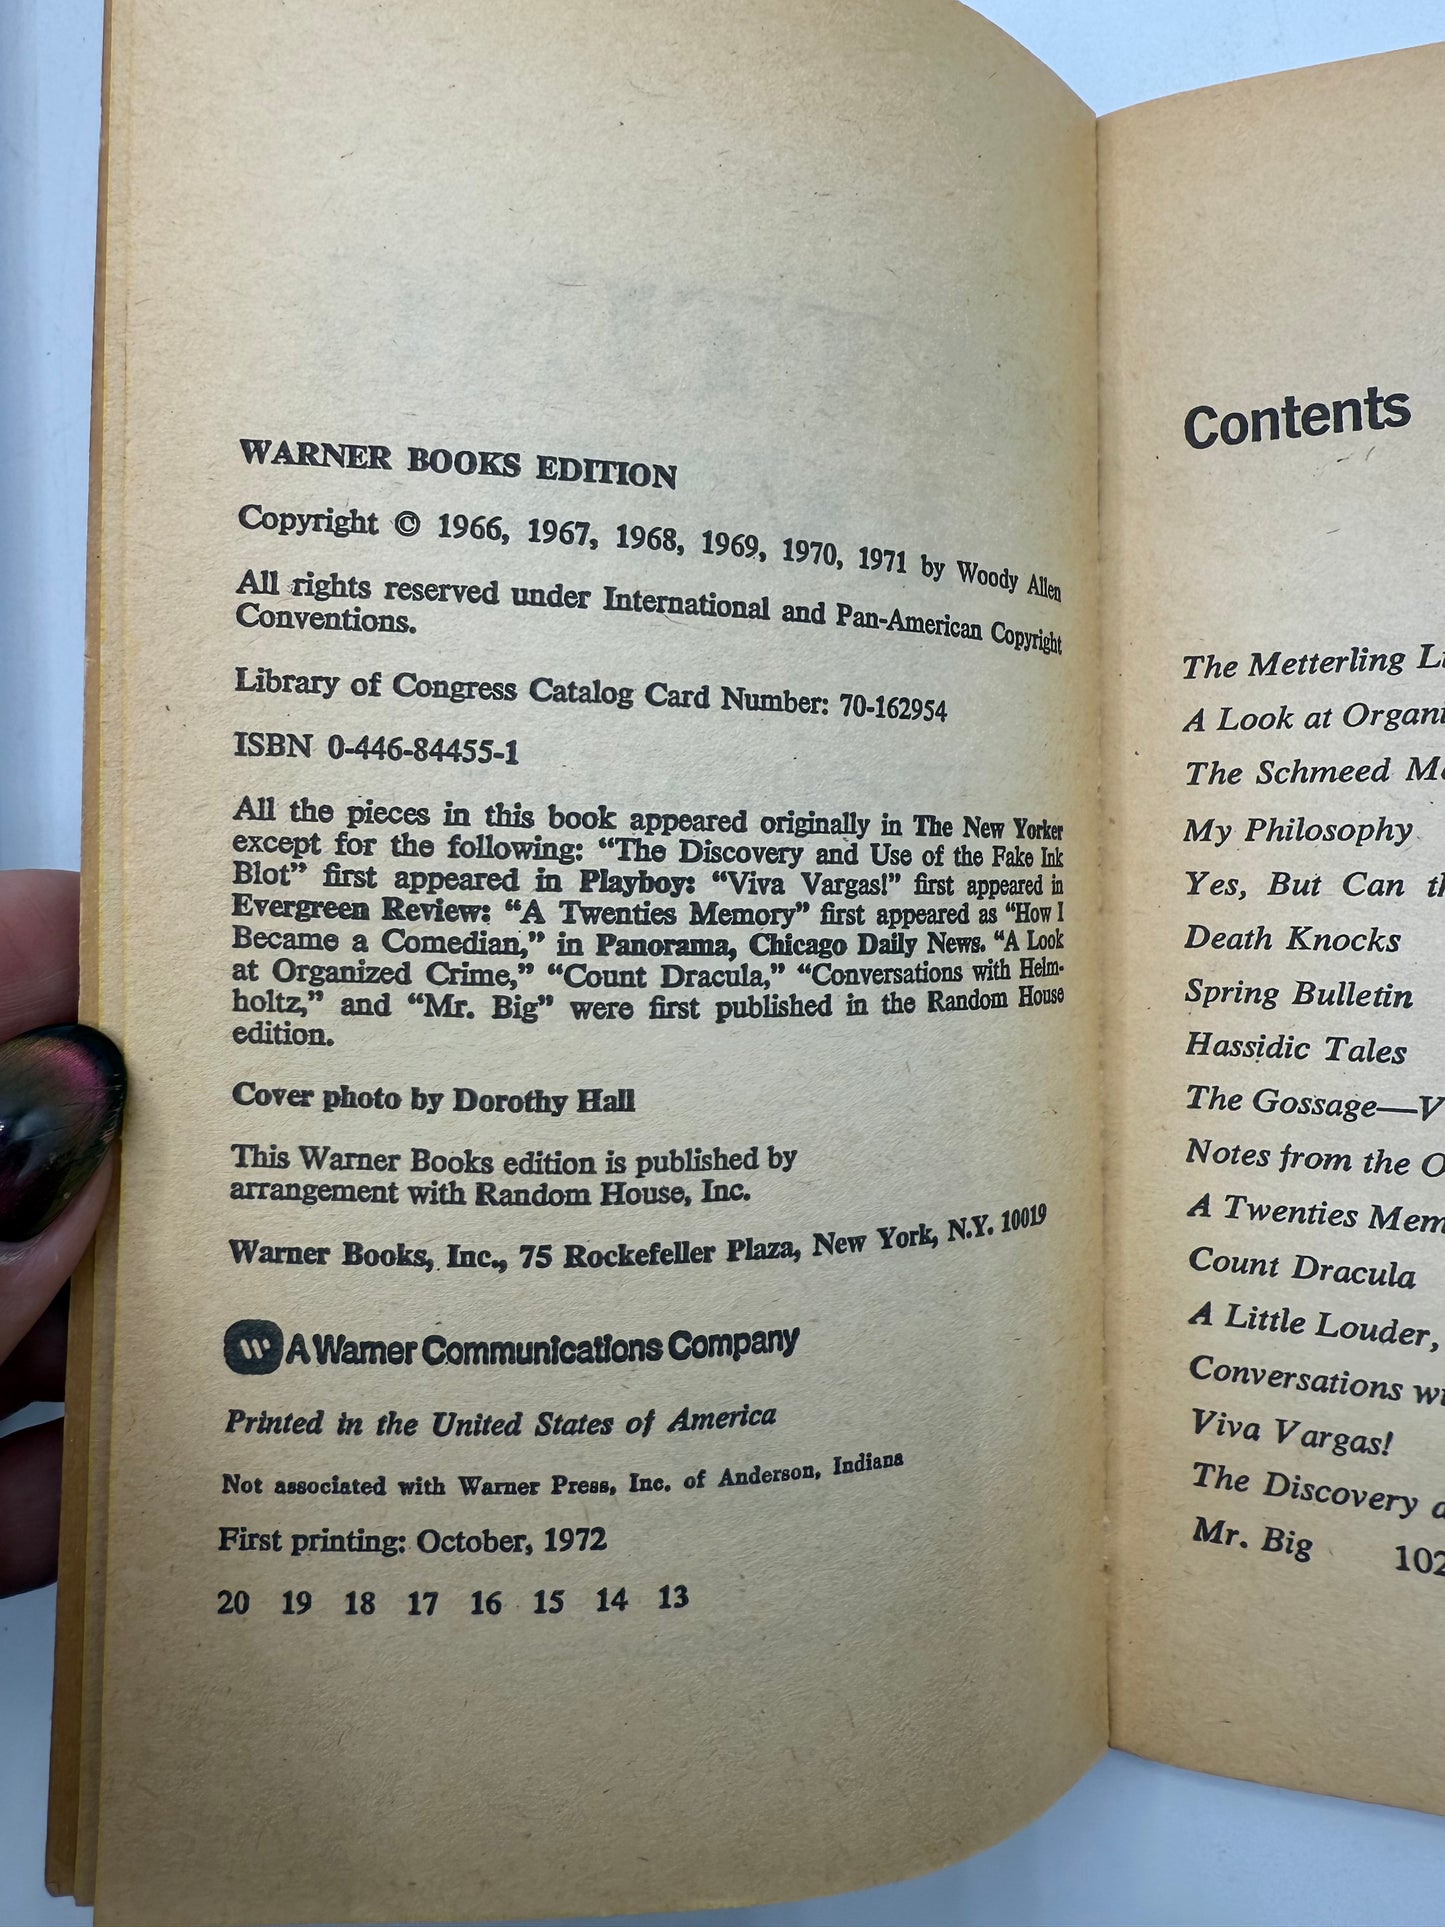 WARNER BOOKS EDITION
Copyright © 1966, 1967, 1968, 1969, 1970, 1971 by Woody Allen
All rights reserved under International and Pan-American Copyright
Conventions.
Library of Congress Catalog Card Number: 70-162954
ISBN 0-446-84455-1
All the pieces in this book appeared originally in The New Yorker
except for the following: “The Discovery and Use of the Fake Ink
Blot” first appeared in Playboy: “Viva Vargas!” first appeared in
Evergreen Review: “A Twenties Memory” first appeared as “How I
Became a Comedian,” in Panorama, Chicago Daily News. “A Look
at Organized Crime,” “Count Dracula,” “Conversations with Helm-
holtz,” and “Mr. Big” were first published in the Random House
edition.
Cover photo by Dorothy Hall
This Warner Books edition is published by
arrangement with Random House, Inc.
Warner Books, Inc., 75 Rockefeller Plaza, New York, N.Y. 10019
A Warner Communications Company
Printed in the United States of America
Not associated with Warner Press, Inc. of Anderson, Indiana
First printing: October, 1972
20 19 18 17 16 15 14 13
Contents
The Metterling
A Look at
The Schmeed
My Philosophy
Yes, But Can
Death Knocks
Spring Bulletin
Hassidic Tales
The Gossage—V
Notes from the
A Twenties
Count Dracula
A Little Louder,
Conversations
Viva Vargas!
The Discovery
Mr. Big 102